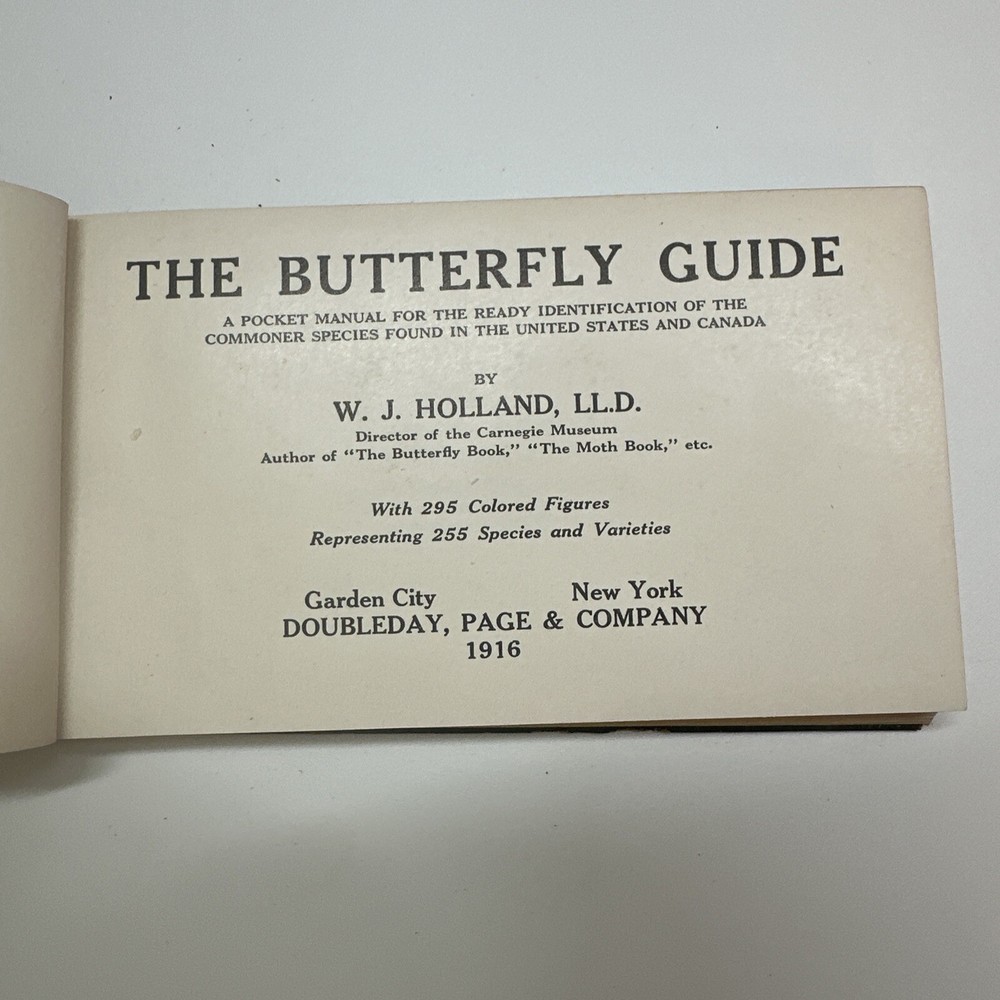 THE BUTTERFLY GUIDE
A POCKET MANUAL FOR THE READY IDENTIFICATION OF THE
COMMONER SPECIES FOUND IN THE UNITED STATES AND CANADA
BY
W. J. HOLLAND, LL.D.
Director of the Carnegie Museum
Author of “The Butterfly Book,” “The Moth Book,” etc.
With 295 Colored Figures
Representing 255 Species and Varieties
Garden City New York
DOUBLEDAY, PAGE & COMPANY
1916